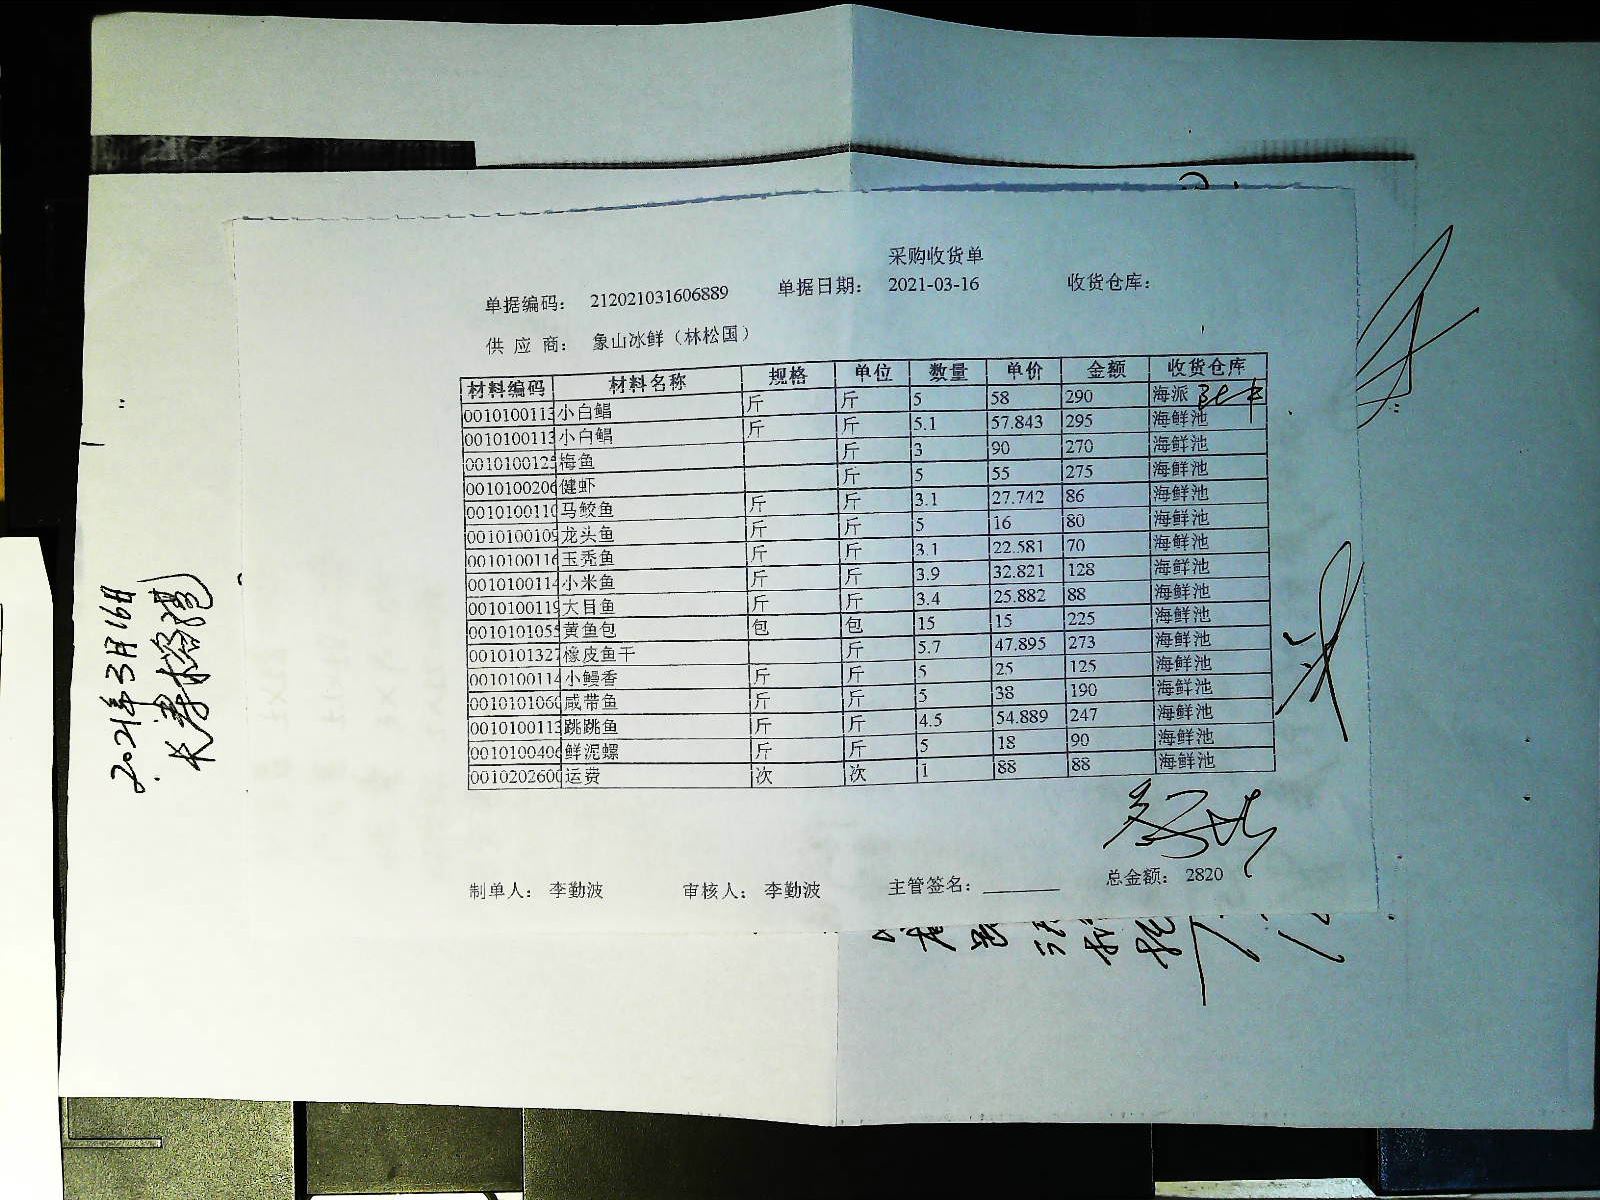 采购收货单
单据编码： 212021031606889 单据日期： 2021-03-16 收货仓库：
供 应 商： 象山冰鲜（林松国）
材料编码 材料名称 规格 单位 数量 单价 金额 收货仓库
0010100113 小白鲳 斤 斤 5 58 290 海派
0010100113 小白鲳 斤 斤 5.1 57.843 295 海鲜池
0010100125 梅鱼 斤 3 90 270 海鲜池
0010100206 健虾 斤 5 55 275 海鲜池
0010100110 马鲛鱼 斤 斤 3.1 27.742 86 海鲜池
0010100109 龙头鱼 斤 斤 5 16 80 海鲜池
0010100116 玉秃鱼 斤 斤 3.1 22.581 70 海鲜池
0010100114 小米鱼 斤 斤 3.9 32.821 128 海鲜池
0010100119 大目鱼 斤 斤 3.4 25.882 88 海鲜池
0010101055 黄鱼包 包 包 15 15 225 海鲜池
0010101327 橡皮鱼干 斤 5.7 47.895 273 海鲜池
0010100114 小鳗香 斤 斤 5 25 125 海鲜池
0010101060 咸带鱼 斤 斤 5 38 190 海鲜池
0010100113 跳跳鱼 斤 斤 4.5 54.889 247 海鲜池
0010100406 鲜泥螺 斤 斤 5 18 90 海鲜池
0010202600 运费 次 次 1 88 88 海鲜池
制单人： 李勤波 审核人： 李勤波 主管签名： 总金额： 2820
2021年3月16日